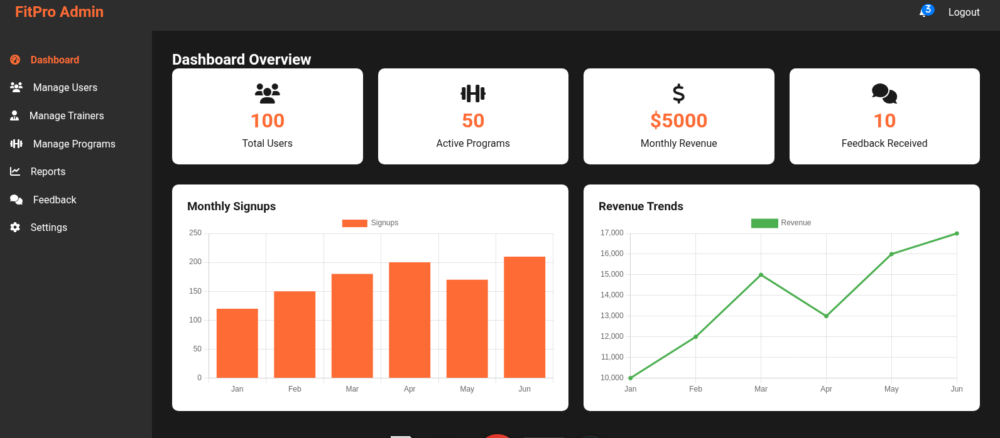 FitPro Admin
3
Logout
Dashboard
Manage Users
Manage Trainers
Manage Programs
Reports
Feedback
Settings
Dashboard Overview
100
Total Users
50
Active Programs
$5000
Monthly Revenue
10
Feedback Received
Monthly Signups
Signups
250
200
150
100
50
0
Jan Feb Mar Apr May Jun
Revenue Trends
Revenue
17,000
16,000
15,000
14,000
13,000
12,000
11,000
10,000
Jan Feb Mar Apr May Jun